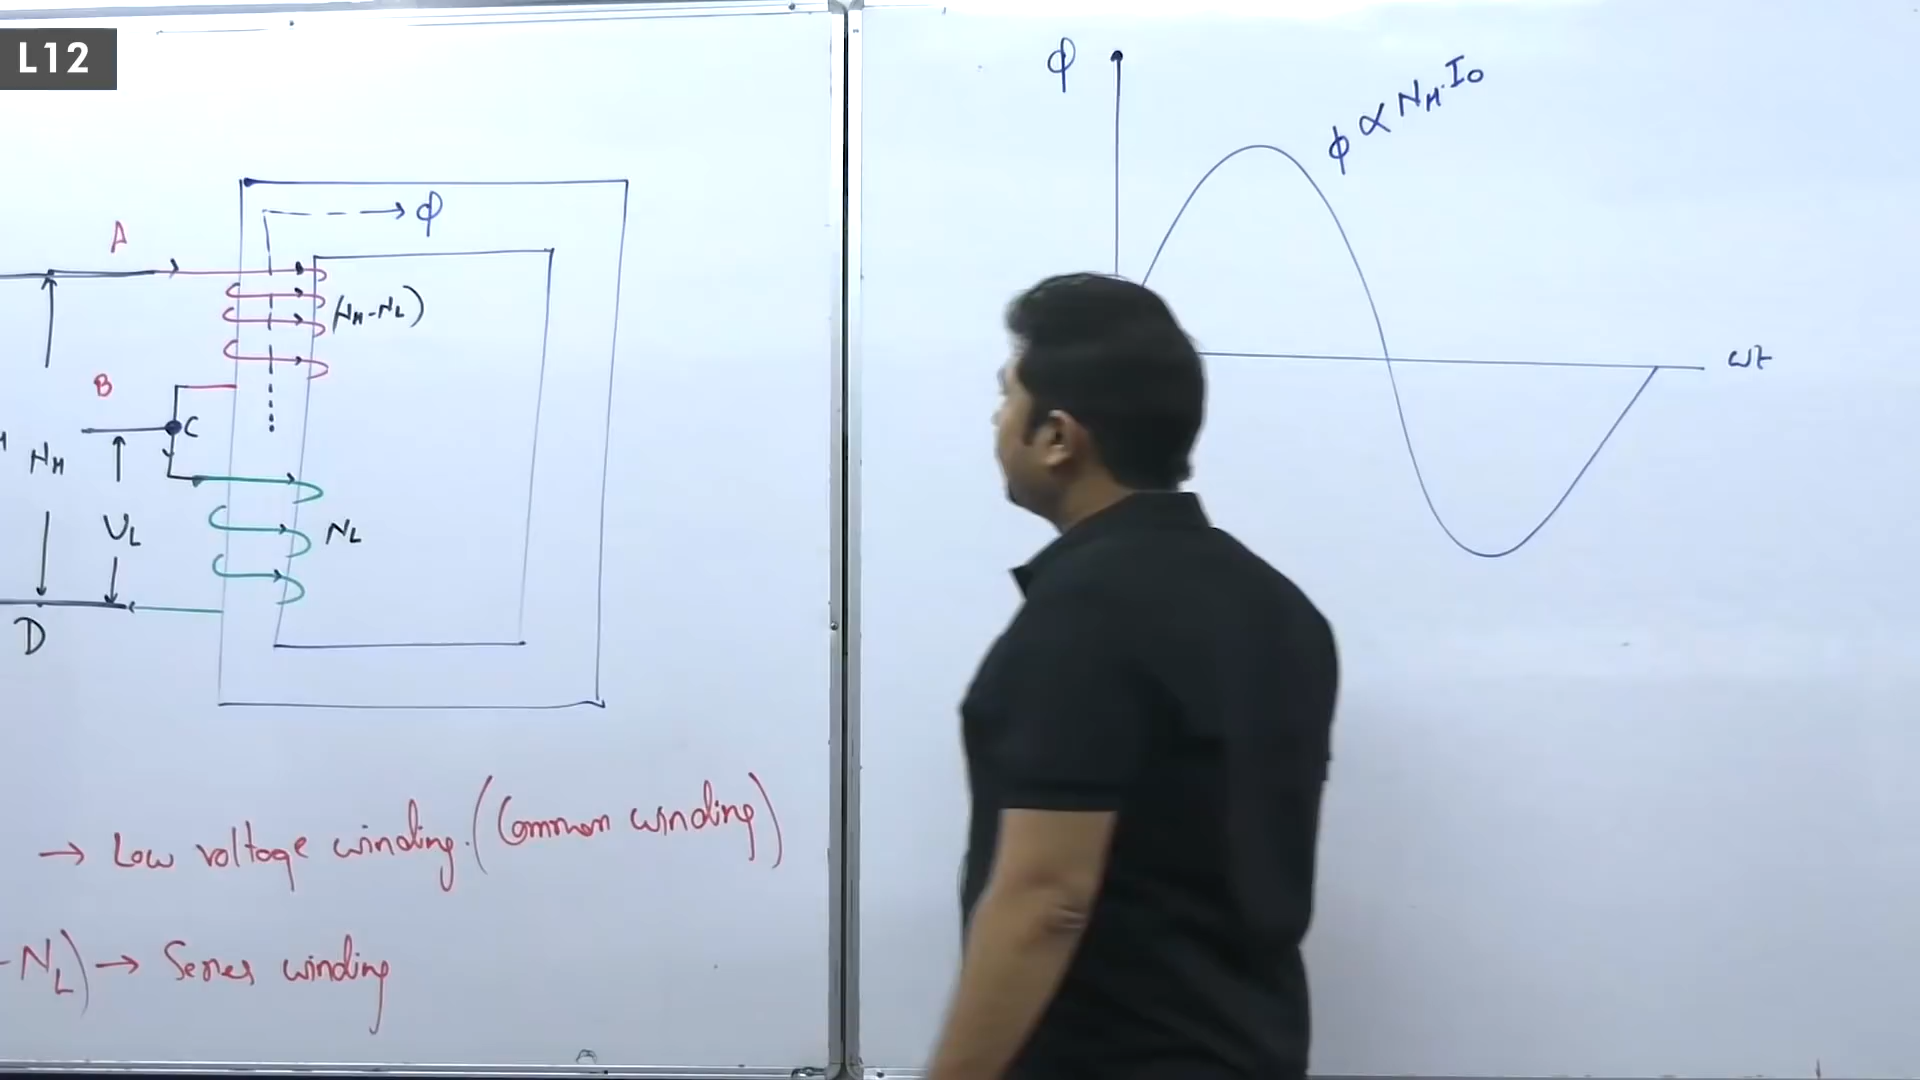 L12
A
ϕ
(N_H-N_L)
B
C
N_H
V_L
N_L
D
→ Low voltage winding. (Common winding)
-N_L) → Series winding
ϕ
ϕ ∝ N_H.I_0
ωt